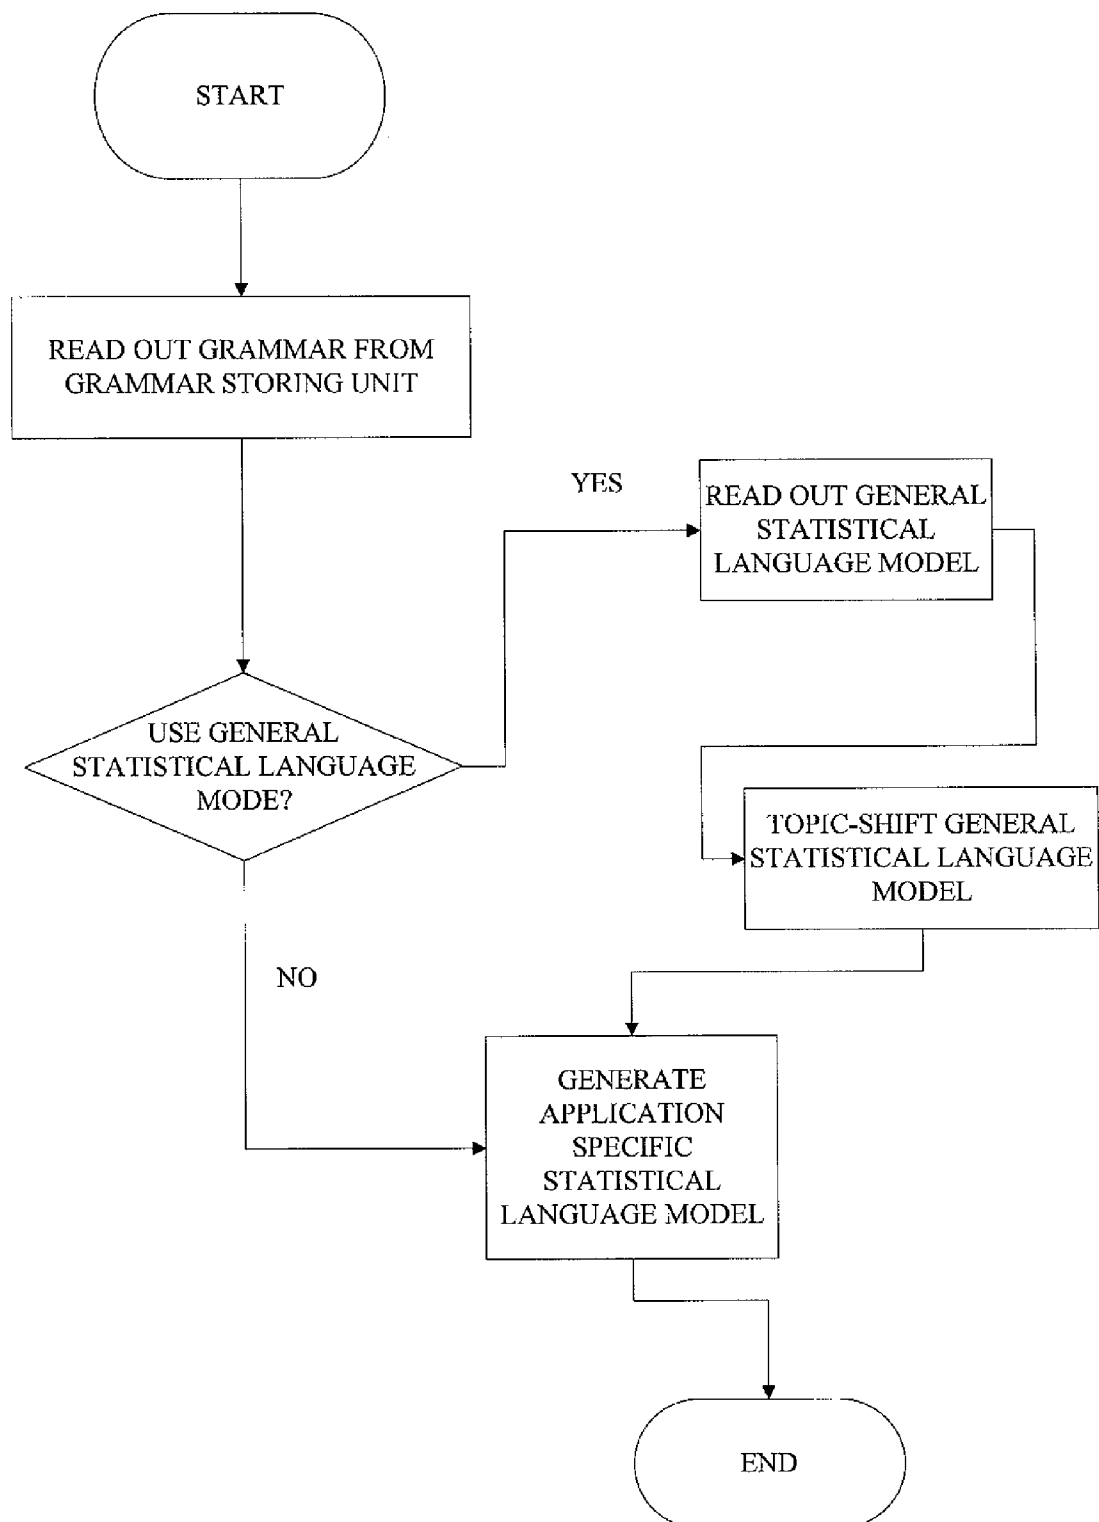 START
READ OUT GRAMMAR FROM
GRAMMAR STORING UNIT
YES
READ OUT GENERAL
STATISTICAL
LANGUAGE MODEL
USE GENERAL
STATISTICAL LANGUAGE
MODE?
TOPIC-SHIFT GENERAL
STATISTICAL LANGUAGE
MODEL
NO
GENERATE
APPLICATION
SPECIFIC
STATISTICAL
LANGUAGE MODEL
END